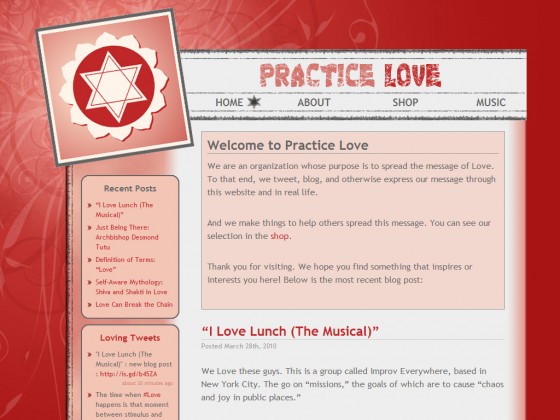 PRACTICE LOVE
HOME ABOUT SHOP MUSIC
Welcome to Practice Love
We are an organization whose purpose is to spread the message of Love.
To that end, we tweet, blog, and otherwise express our message through
this website and in real life.
And we make things to help others spread this message. You can see our
selection in the shop.
Thank you for visiting. We hope you find something that inspires or
interests you here! Below is the most recent blog post:
“I Love Lunch (The Musical)”
Posted March 28th, 2010
We Love these guys. This is a group called Improv Everywhere, based in
New York City. The go on “missions,” the goals of which are to cause “chaos
and joy in public places.”
Recent Posts
» “I Love Lunch (The
Musical)”
» Just Being There:
Archbishop Desmond
Tutu
» Definition of Terms:
“Love”
» Self-Aware Mythology:
Shiva and Shakti in Love
» Love Can Break the Chain
Loving Tweets
» "I Love Lunch (The
Musical)" : new blog post
: http://is.gd/b45ZA
about 10 minutes ago
» The time when #Love
happens is that moment
between stimulus and